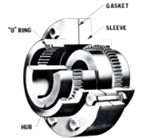 GASKET
SLEEVE
"O" RING
HUB